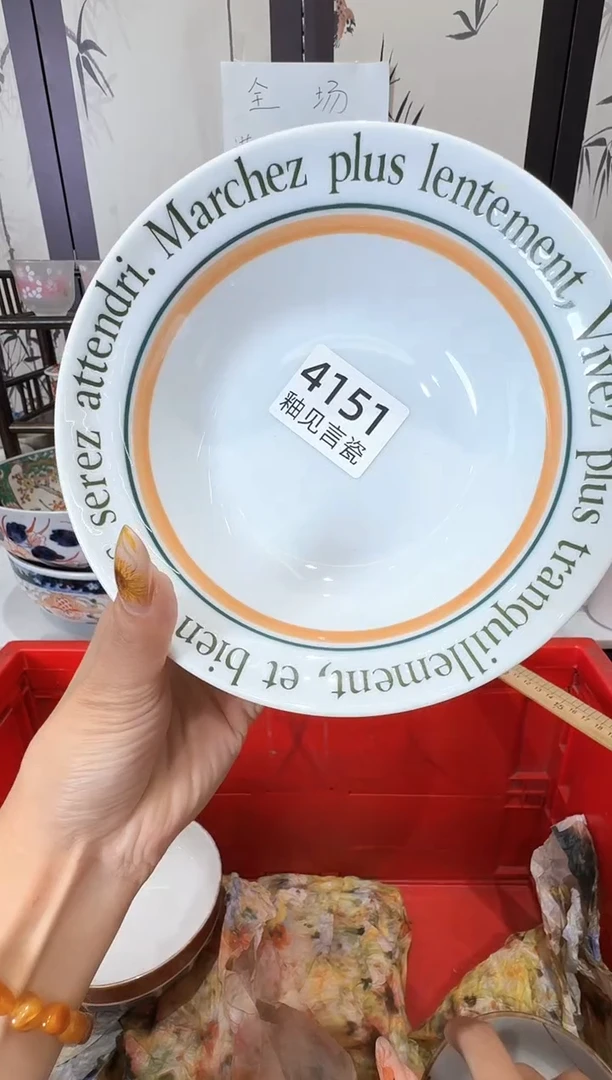 全 场
Marchez plus lentement, Vivez plus tranquillement, et bien serez attendri.
4151
釉见言瓷